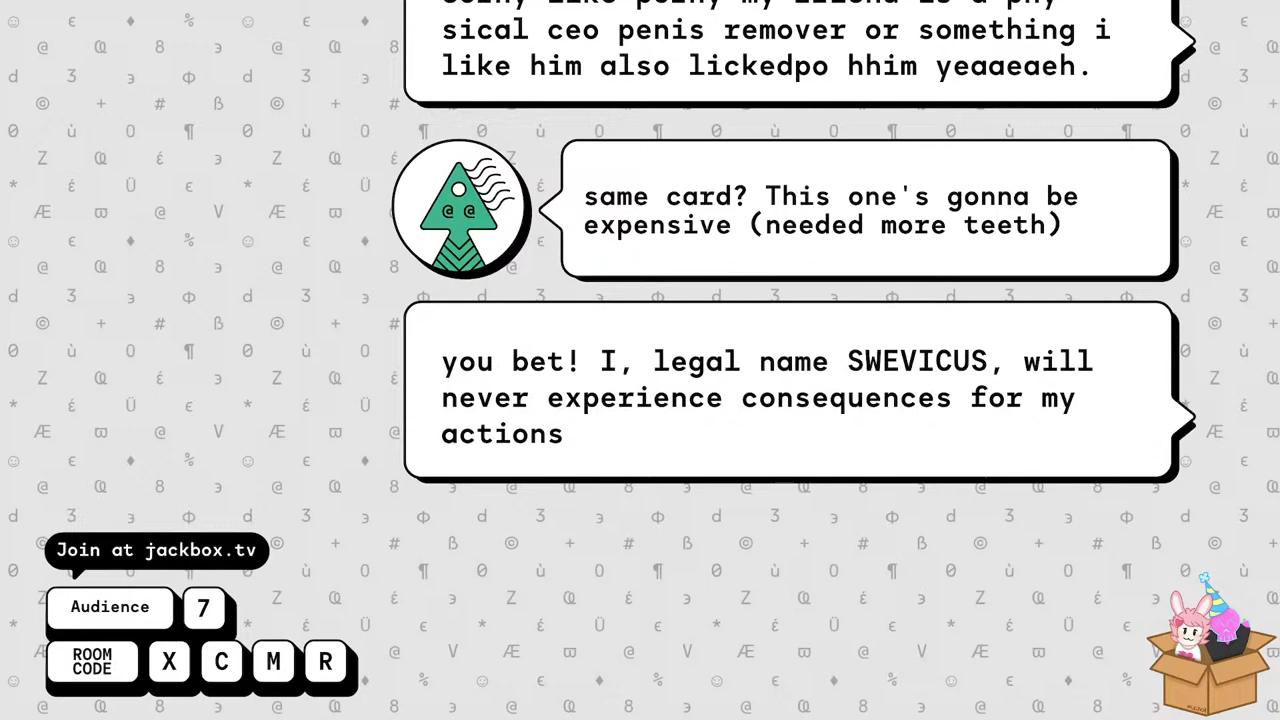 sical ceo penis remover or something i
like him also lickedpo hhim yeaaeaeh.
same card? This one's gonna be
expensive (needed more teeth)
you bet! I, legal name SWEVICUS, will
never experience consequences for my
actions
Join at jackbox.tv
Audience 7
ROOM
CODE
X C M R